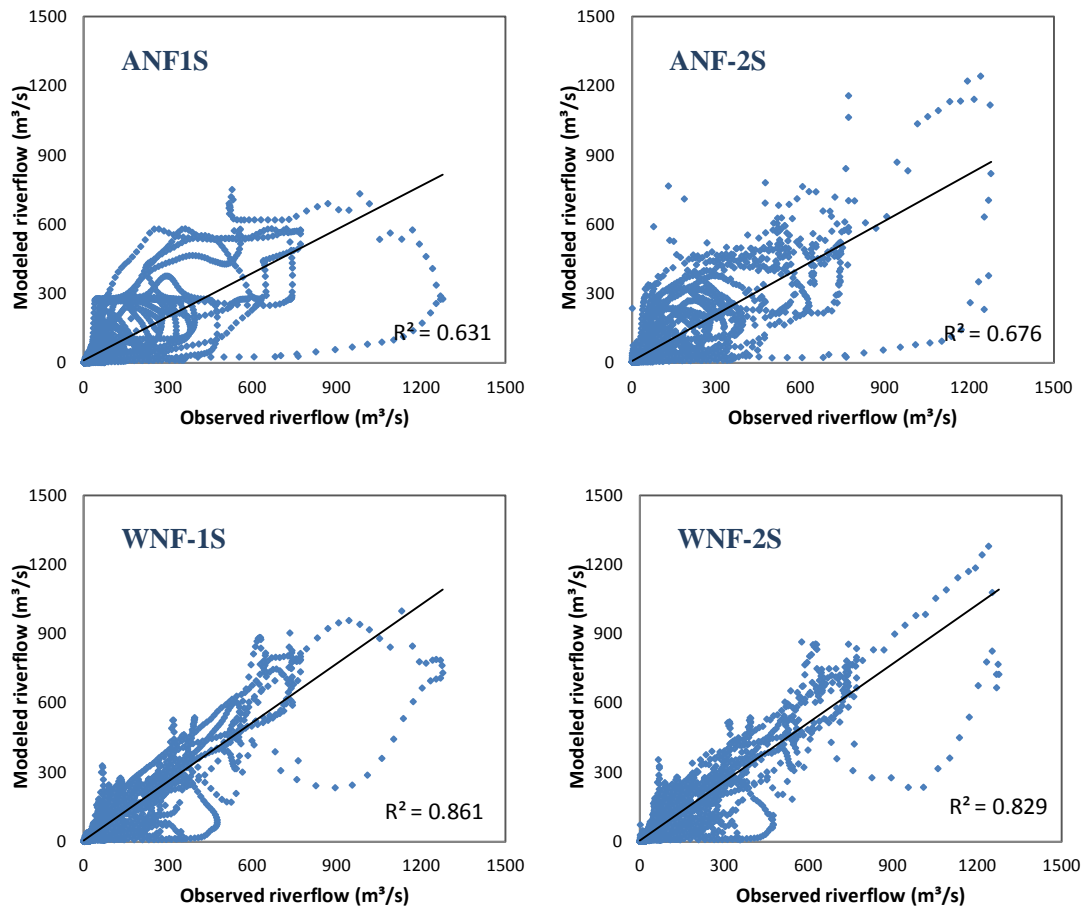 ANF1S
Modeled riverflow (m³/s)
1500
1200
900
600
300
0
R² = 0.631
0 300 600 900 1200 1500
Observed riverflow (m³/s)
ANF-2S
Modeled riverflow (m³/s)
1500
1200
900
600
300
0
R² = 0.676
0 300 600 900 1200 1500
Observed riverflow (m³/s)
WNF-1S
Modeled riverflow (m³/s)
1500
1200
900
600
300
0
R² = 0.861
0 300 600 900 1200 1500
Observed riverflow (m³/s)
WNF-2S
Modeled riverflow (m³/s)
1500
1200
900
600
300
0
R² = 0.829
0 300 600 900 1200 1500
Observed riverflow (m³/s)